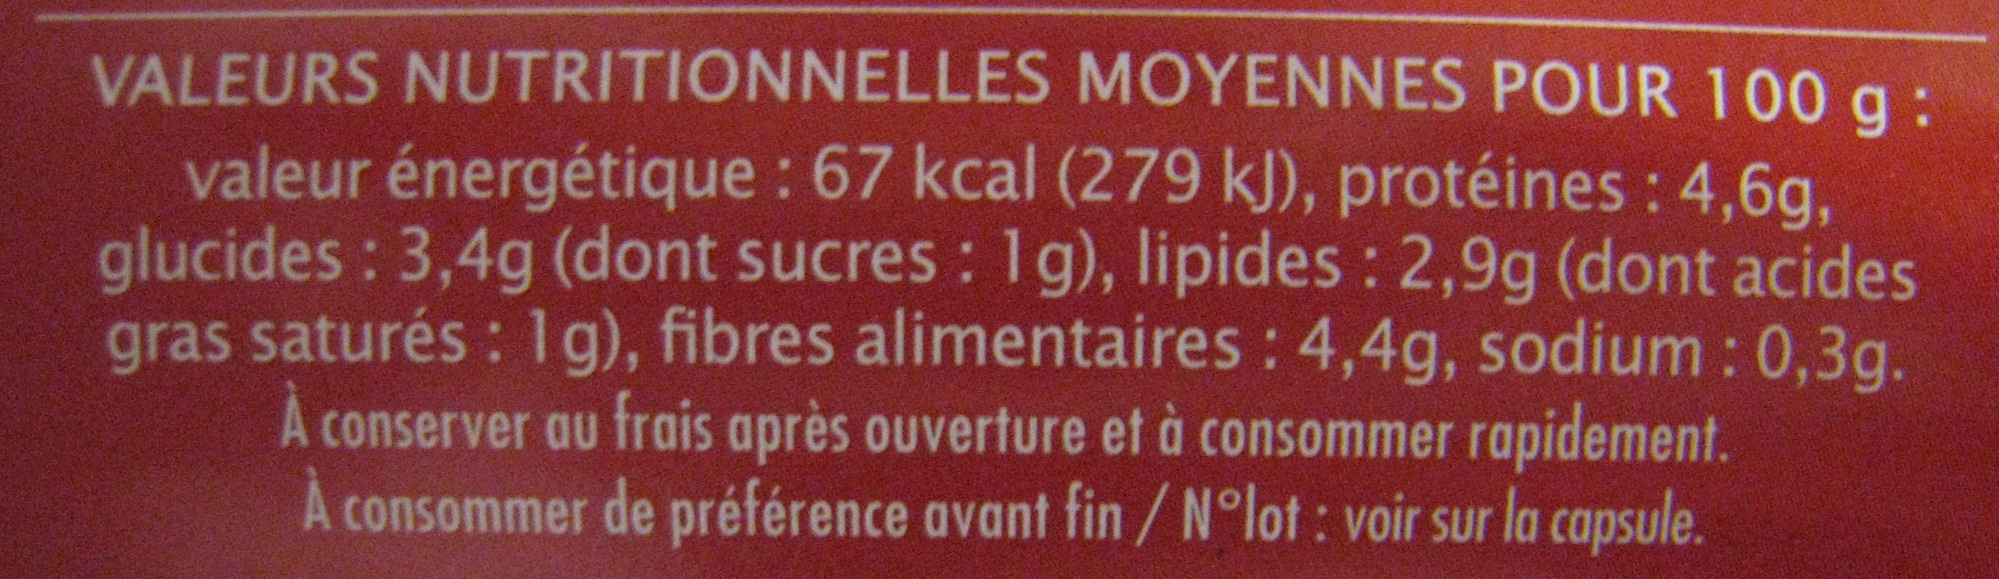 VALEURS NUTRITIONNELLES MOYENNES POUR 100 g :
valeur énergétique : 67 kcal (279 kJ), protéines : 4,6g,
glucides : 3,4g (dont sucres : 1g), lipides : 2,9g (dont acides
gras saturés : 1g), fibres alimentaires : 4,4g, sodium : 0,3g.
À conserver au frais après ouverture et à consommer rapidement.
À consommer de préférence avant fin / N°lot : voir sur la capsule.